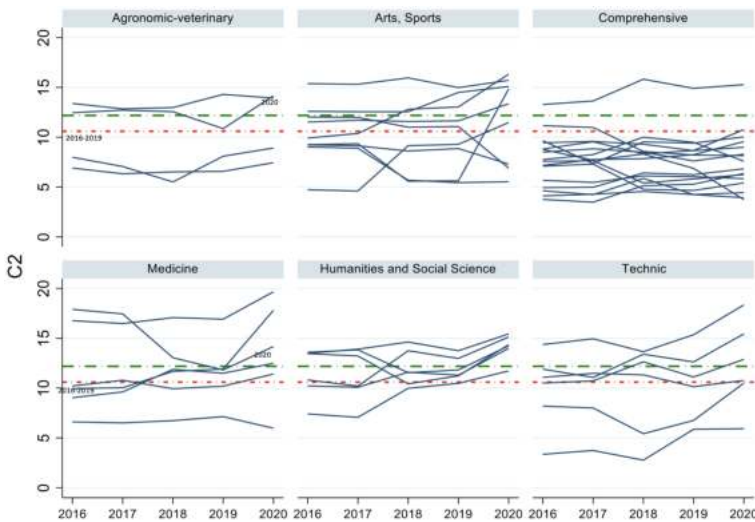 Agronomic-veterinary
Arts, Sports
Comprehensive
20
15
10
5
0
2020
2016-2019
C2
Medicine
Humanities and Social Science
Technic
20
15
10
5
0
2020
2016-2019
2016 2017 2018 2019 2020
2016 2017 2018 2019 2020
2016 2017 2018 2019 2020